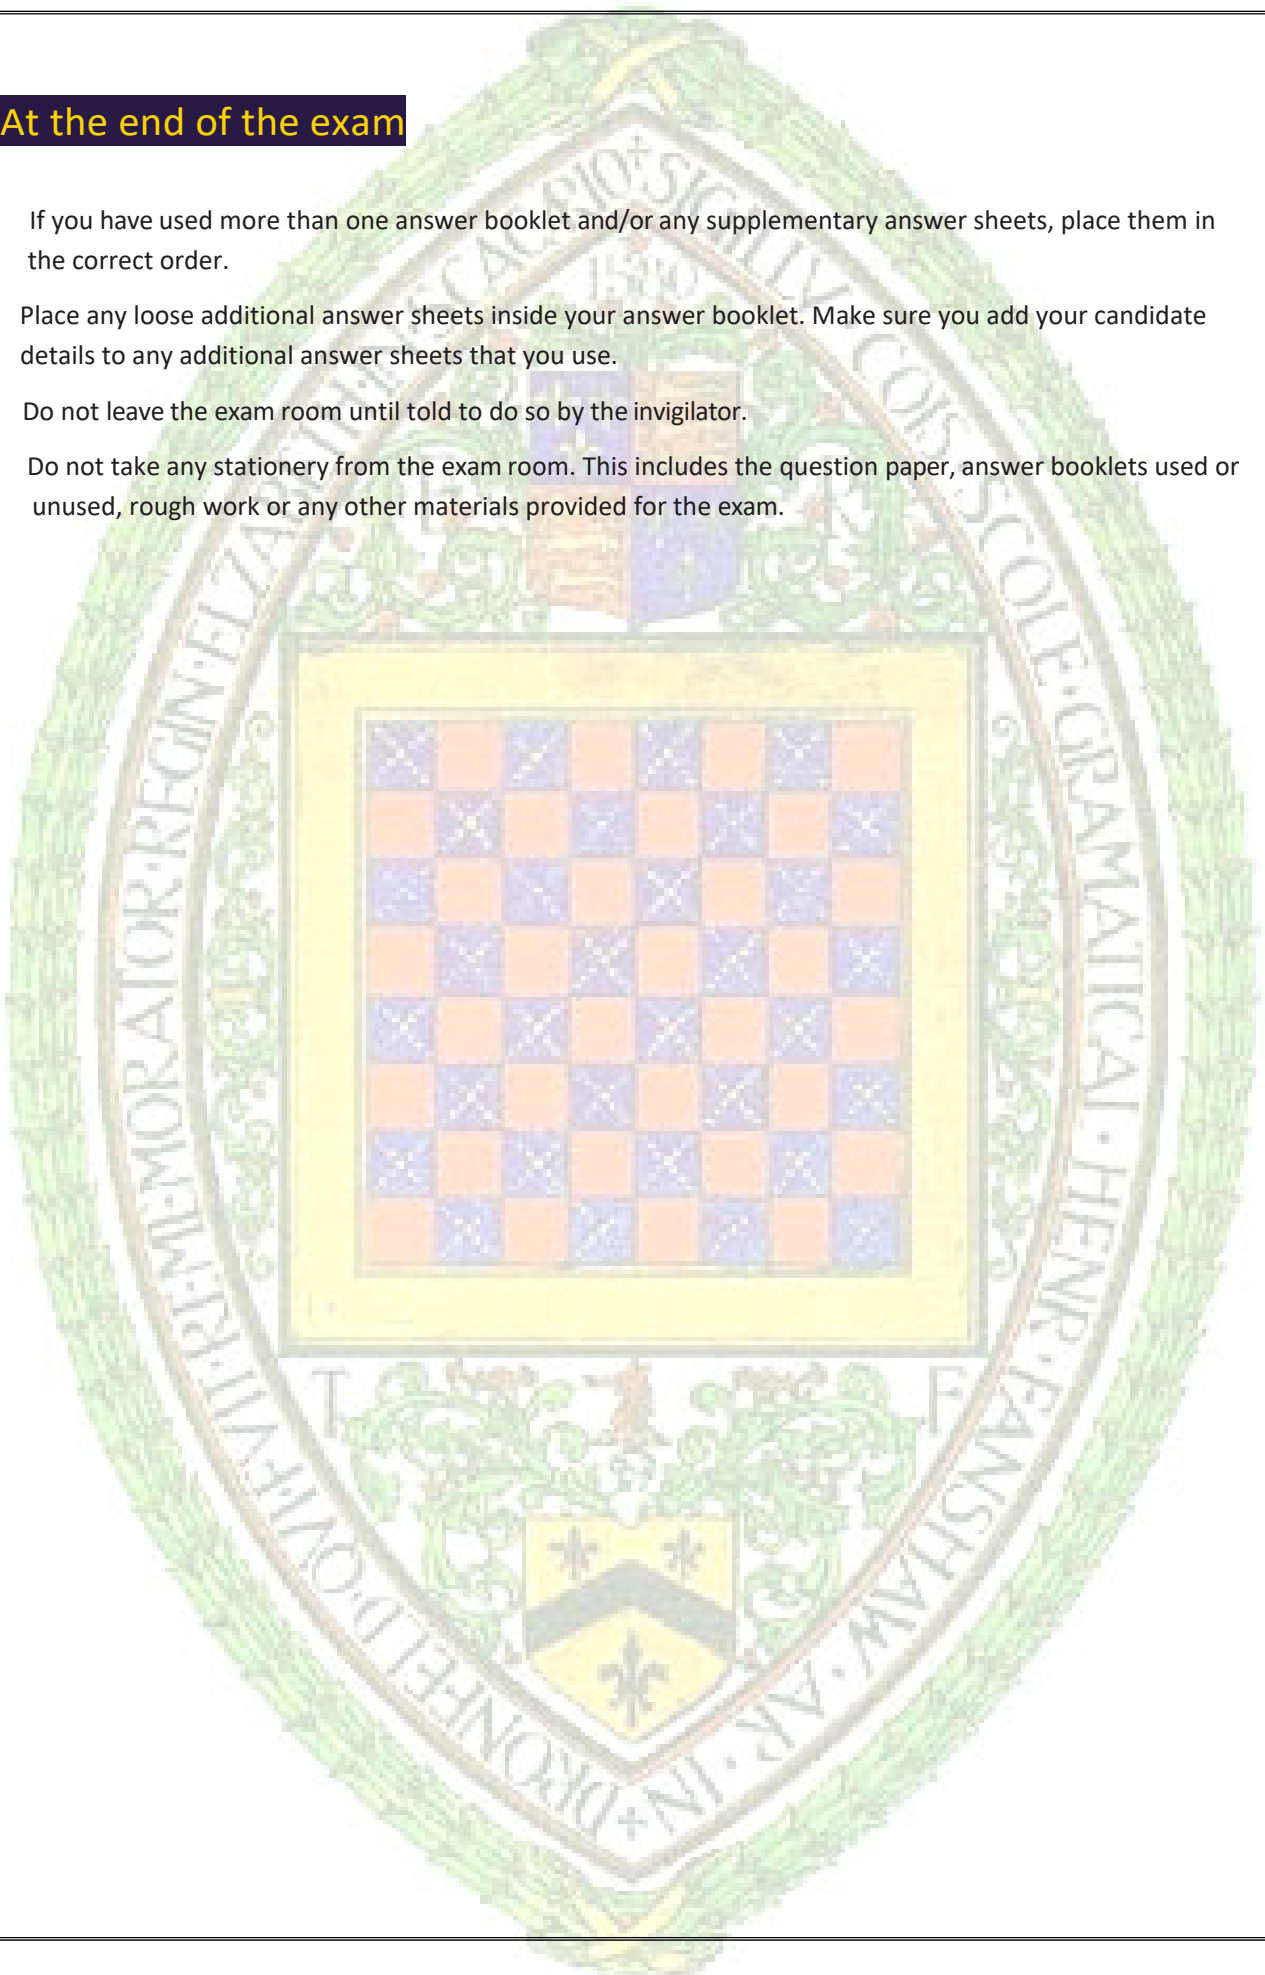 At the end of the exam
If you have used more than one answer booklet and/or any supplementary answer sheets, place them in
the correct order.
Place any loose additional answer sheets inside your answer booklet. Make sure you add your candidate
details to any additional answer sheets that you use.
Do not leave the exam room until told to do so by the invigilator.
Do not take any stationery from the exam room. This includes the question paper, answer booklets used or
unused, rough work or any other materials provided for the exam.
1580
T F